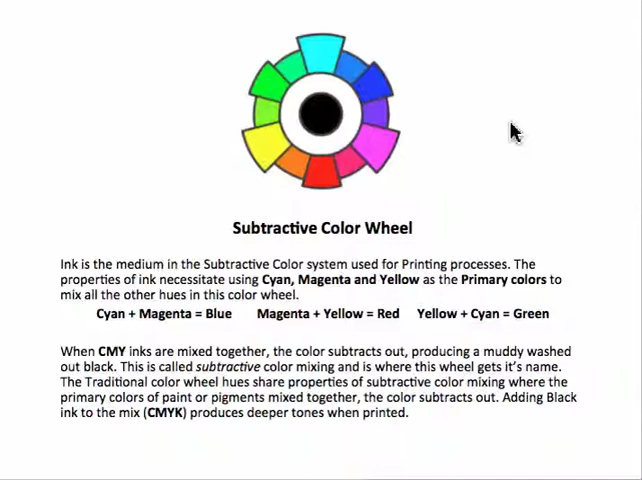 Subtractive Color Wheel
Ink is the medium in the Subtractive Color system used for Printing processes. The
properties of ink necessitate using Cyan, Magenta and Yellow as the Primary colors to
mix all the other hues in this color wheel.
Cyan + Magenta = Blue Magenta + Yellow = Red Yellow + Cyan = Green
When CMY inks are mixed together, the color subtracts out, producing a muddy washed
out black. This is called subtractive color mixing and is where this wheel gets it's name.
The Traditional color wheel hues share properties of subtractive color mixing where the
primary colors of paint or pigments mixed together, the color subtracts out. Adding Black
ink to the mix (CMYK) produces deeper tones when printed.